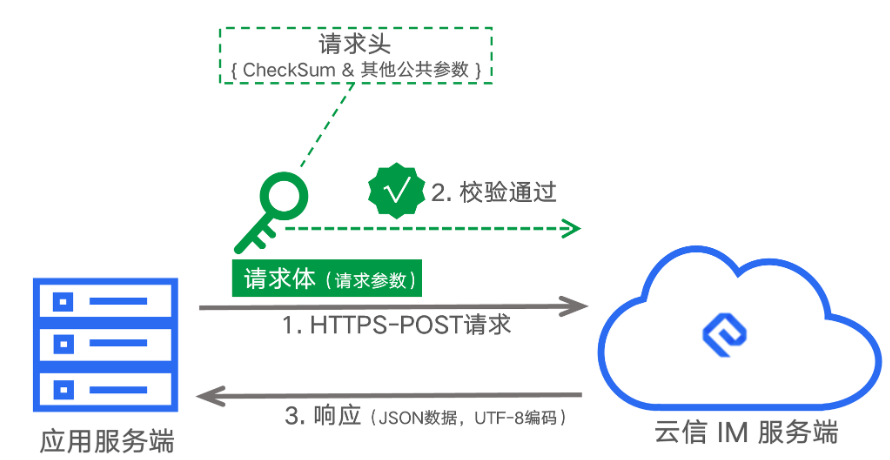 请求头
{ CheckSum & 其他公共参数 }
2. 校验通过
请求体（请求参数）
1. HTTPS-POST请求
3. 响应（JSON数据，UTF-8编码）
应用服务端
云信 IM 服务端